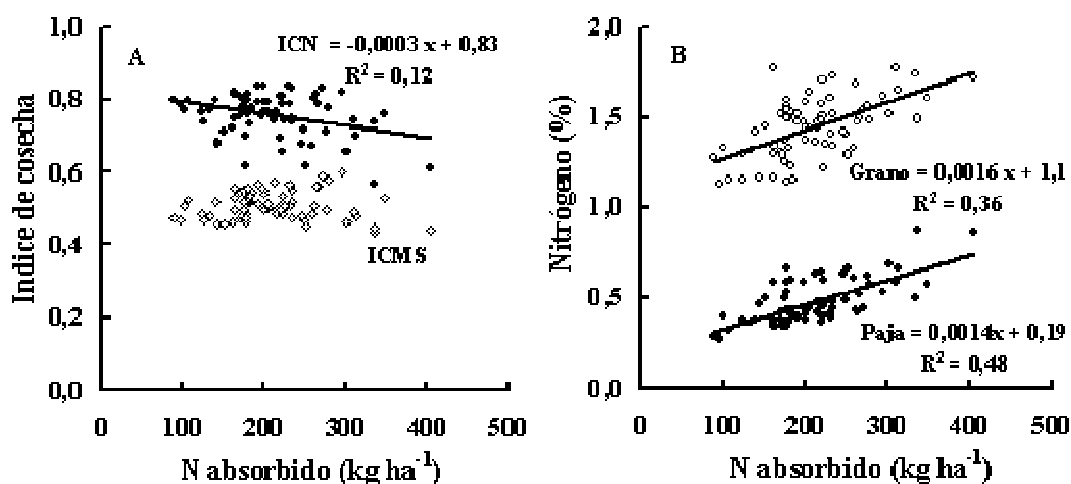 1,0
0,8
0,6
0,4
0,2
0,0
Indice de cosecha
A
ICN = -0,0003 x + 0,83
R² = 0,12
ICM S
0 100 200 300 400 500
N absorbido (kg ha⁻¹)
2,0
1,5
1,0
0,5
0,0
Nitrógeno (%)
B
Grano = 0,0016 x + 1,1
R² = 0,36
Paja = 0,0014x + 0,19
R² = 0,48
0 100 200 300 400 500
N absorbido (kg ha⁻¹)